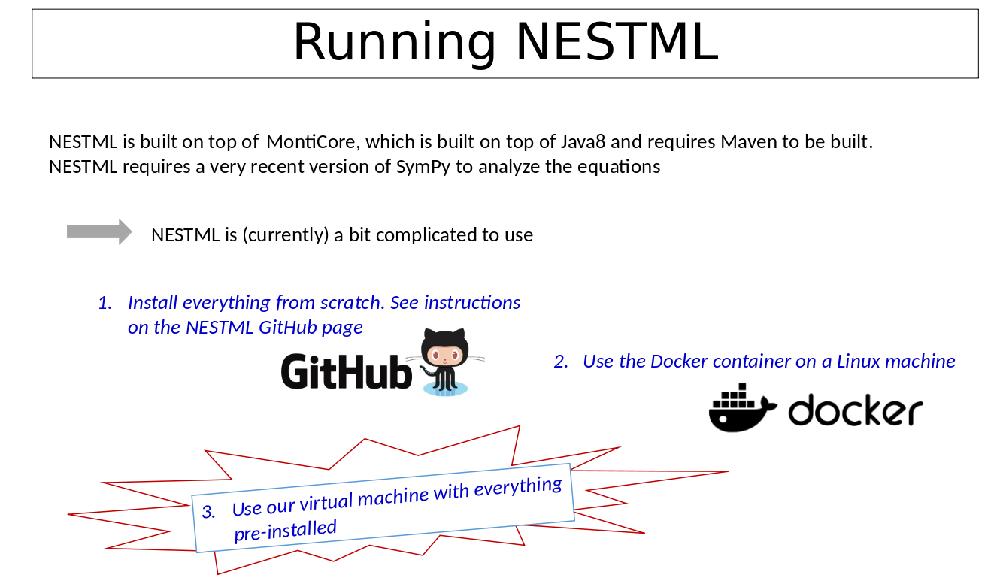 Running NESTML
NESTML is built on top of MontiCore, which is built on top of Java8 and requires Maven to be built.
NESTML requires a very recent version of SymPy to analyze the equations
NESTML is (currently) a bit complicated to use
1. Install everything from scratch. See instructions
on the NESTML GitHub page
GitHub
2. Use the Docker container on a Linux machine
docker
3. Use our virtual machine with everything
pre-installed